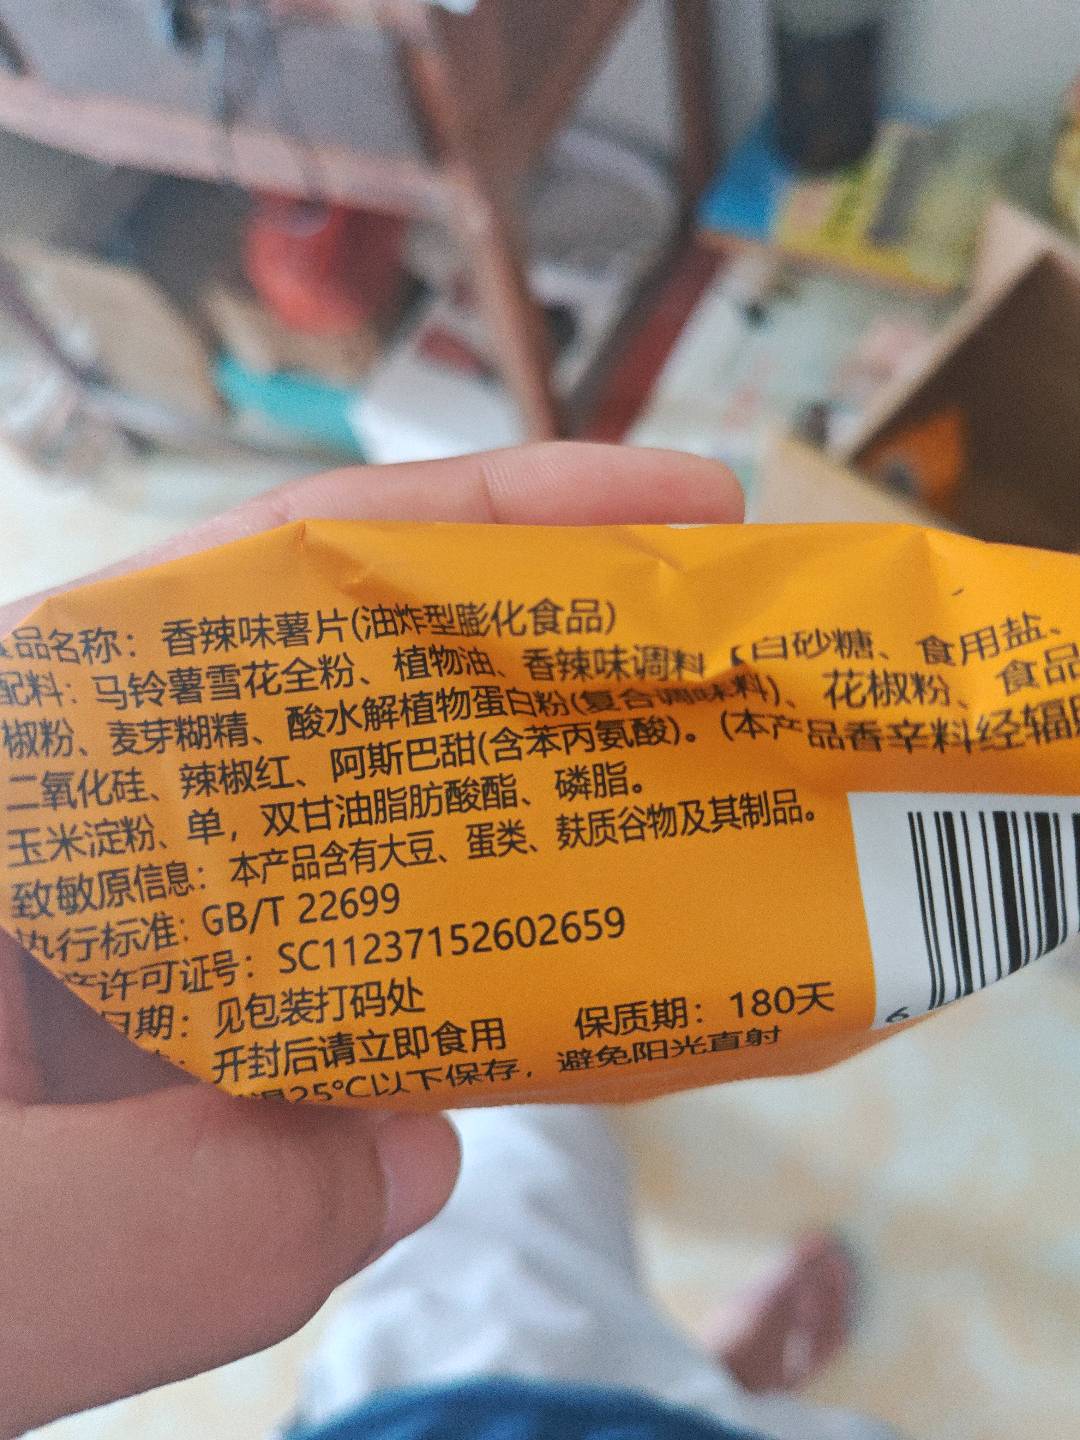 品名称：香辣味薯片(油炸型膨化食品)
配料：马铃薯雪花全粉、植物油、香辣味调料【白砂糖、食用盐、
椒粉、麦芽糊精、酸水解植物蛋白粉(复合调味料)、花椒粉、食品
二氧化硅、辣椒红、阿斯巴甜(含苯丙氨酸)。(本产品香辛料经辐
玉米淀粉、单，双甘油脂肪酸酯、磷脂。
致敏原信息：本产品含有大豆、蛋类、麸质谷物及其制品。
执行标准：GB/T 22699
许可证号：SC11237152602659
日期：见包装打码处 保质期：180天
开封后请立即食用
温25℃以下保存，避免阳光直射
6